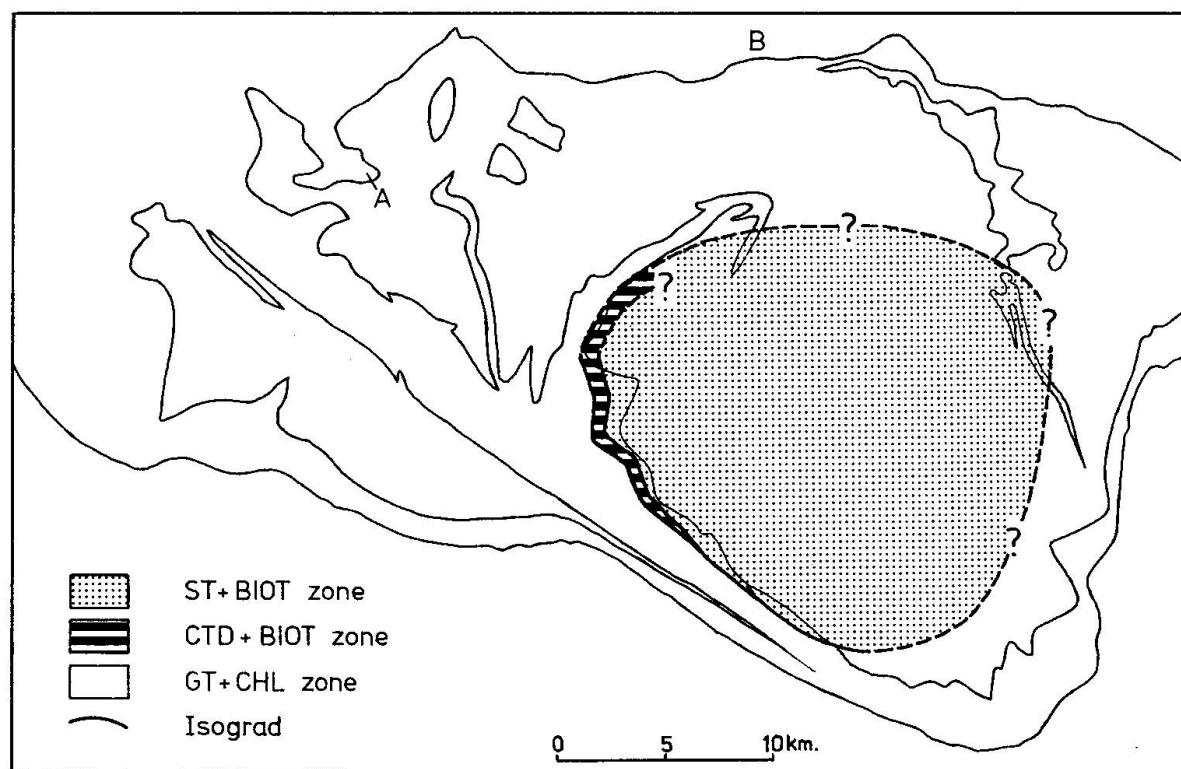 B
A
?
?
?
?
ST+BIOT zone
CTD+BIOT zone
GT+CHL zone
Isograd
0 5 10km.